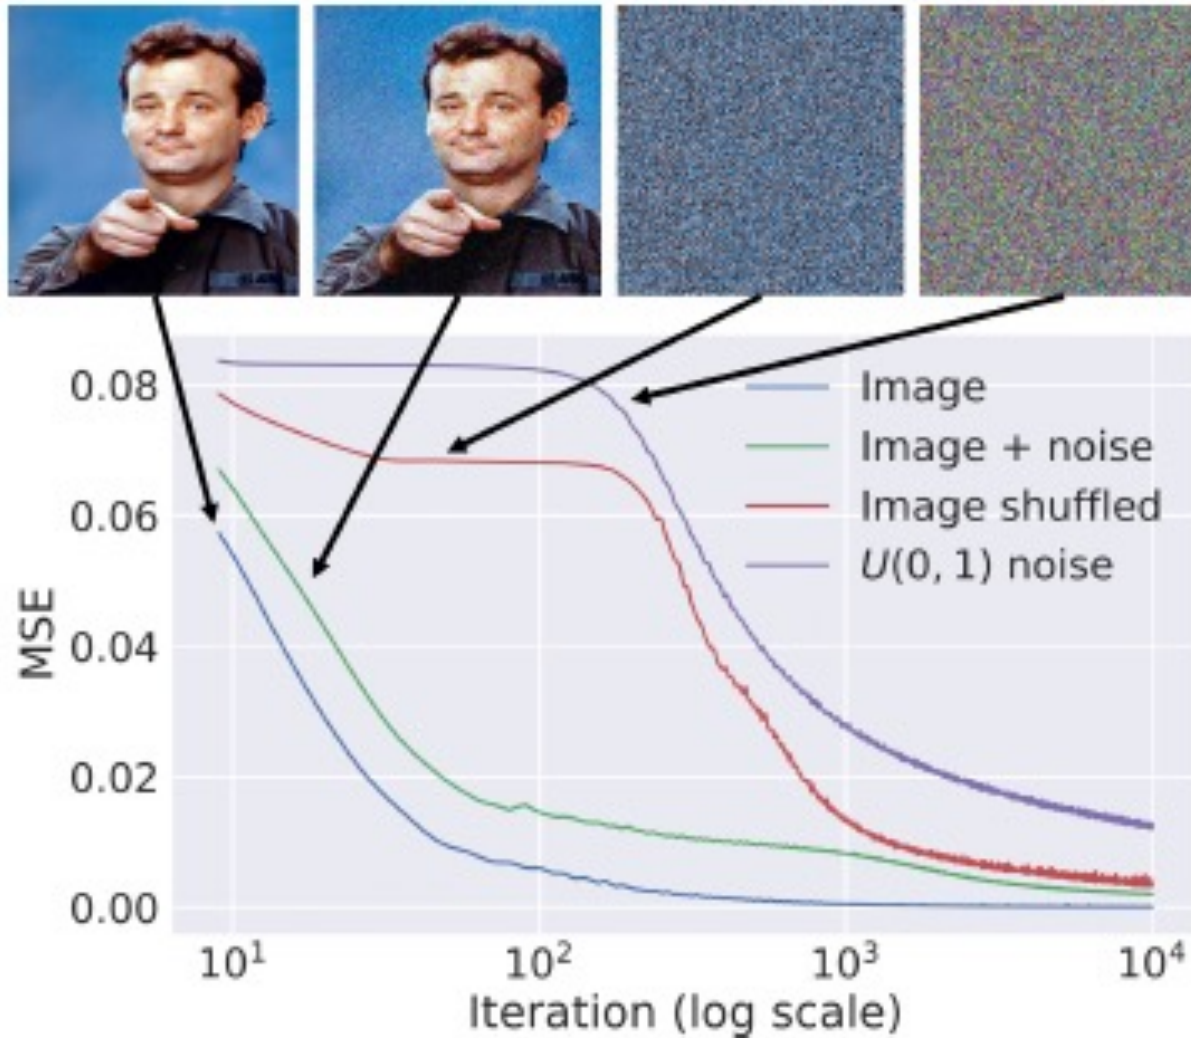 0.08
0.06
0.04
0.02
0.00
MSE
Image
Image + noise
Image shuffled
U(0, 1) noise
10¹
10²
10³
10⁴
Iteration (log scale)